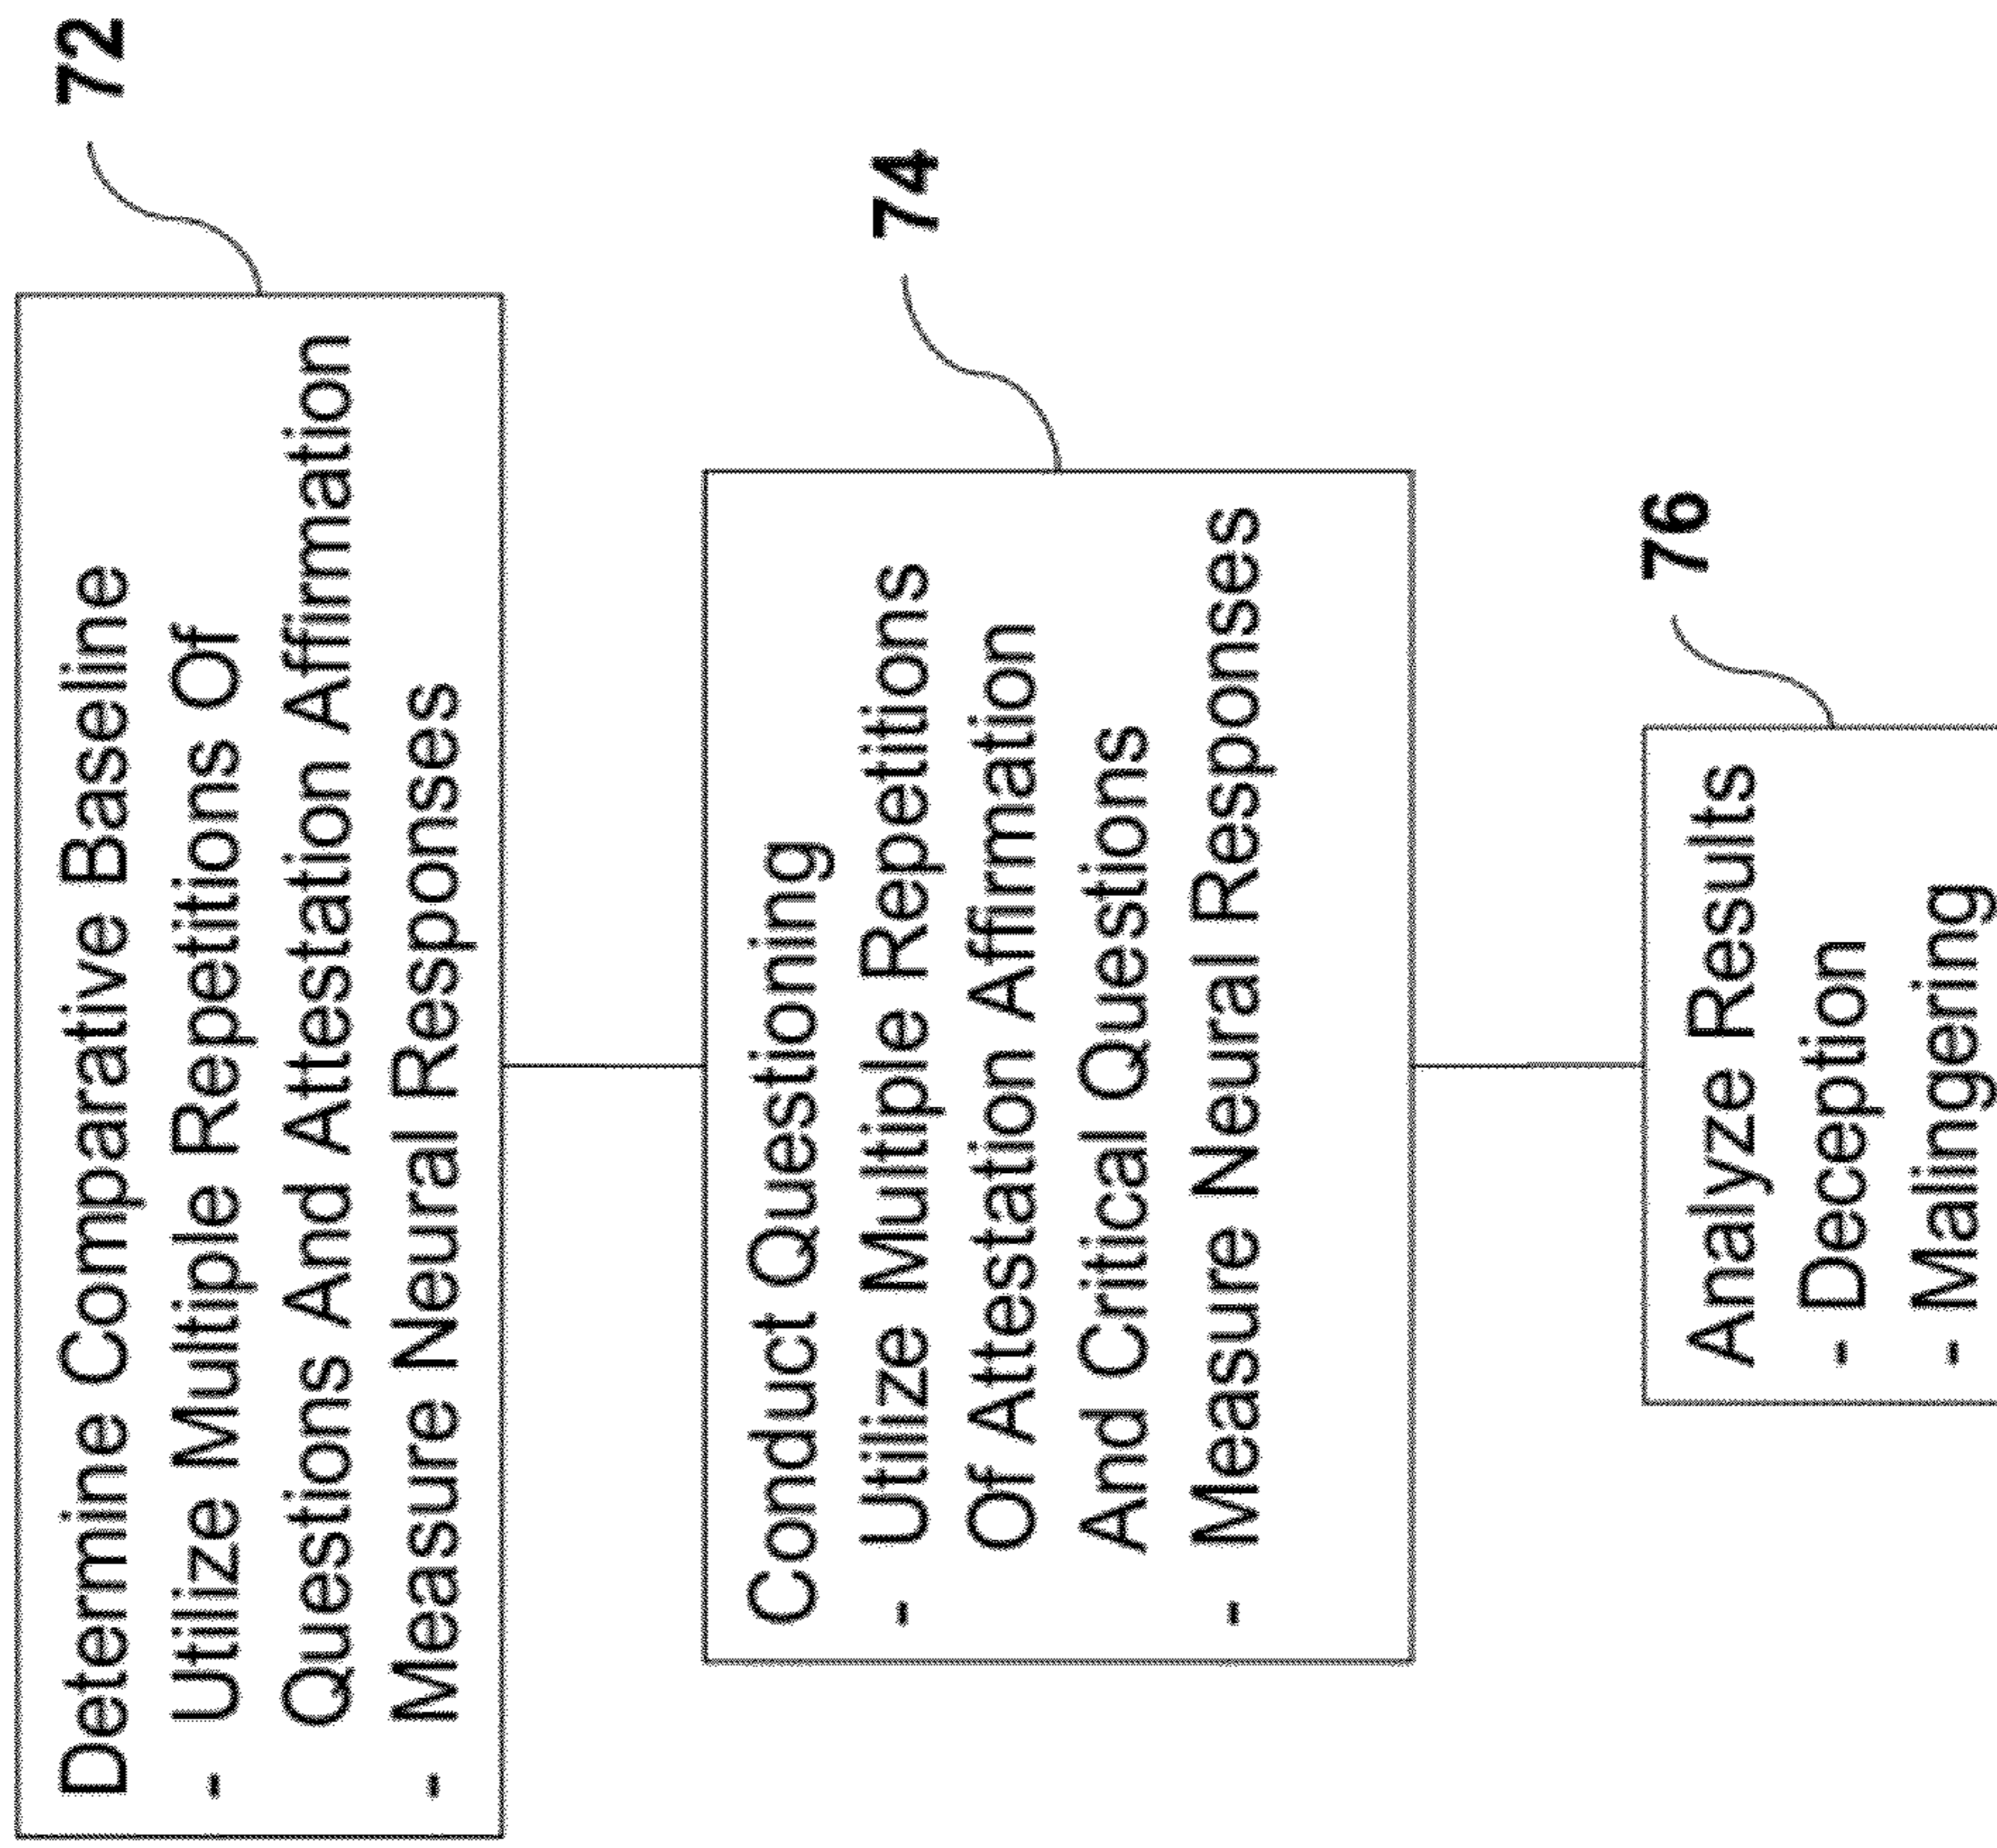 Determine Comparative Baseline
- Utilize Multiple Repetitions Of
Questions And Attestation Affirmation
- Measure Neural Responses
72
Conduct Questioning
- Utilize Multiple Repetitions
Of Attestation Affirmation
And Critical Questions
- Measure Neural Responses
74
Analyze Results
- Deception
- Malingering
76